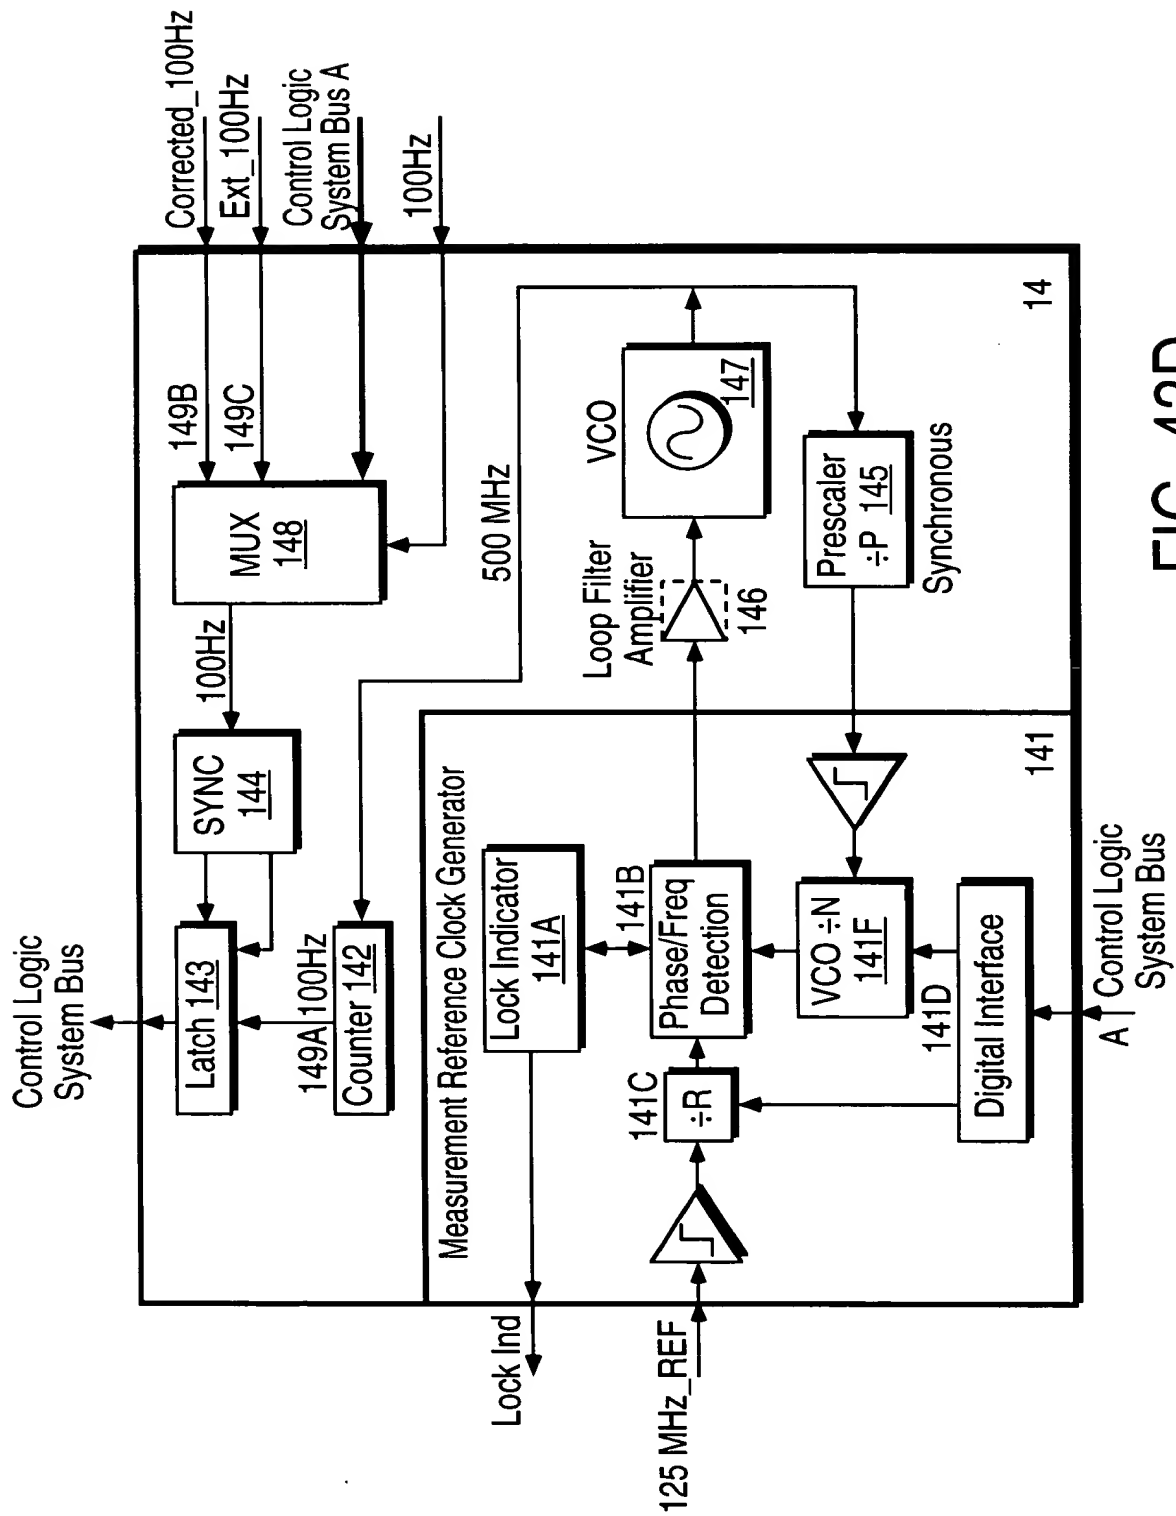 Control Logic
System Bus
Corrected_100Hz
Ext_100Hz
Control Logic
System Bus A
100Hz
149B
149C
MUX
148
100Hz
SYNC
144
Latch 143
149A
100Hz
Counter 142
500 MHz
Measurement Reference Clock Generator
Lock Indicator
141A
Lock Ind
Loop Filter
Amplifier
146
VCO
147
141B
Phase/Freq
Detection
141C
÷R
125 MHz_REF
Prescaler
÷P 145
Synchronous
VCO ÷N
141F
141D
Digital Interface
141
14
A
Control Logic
System Bus
FIG